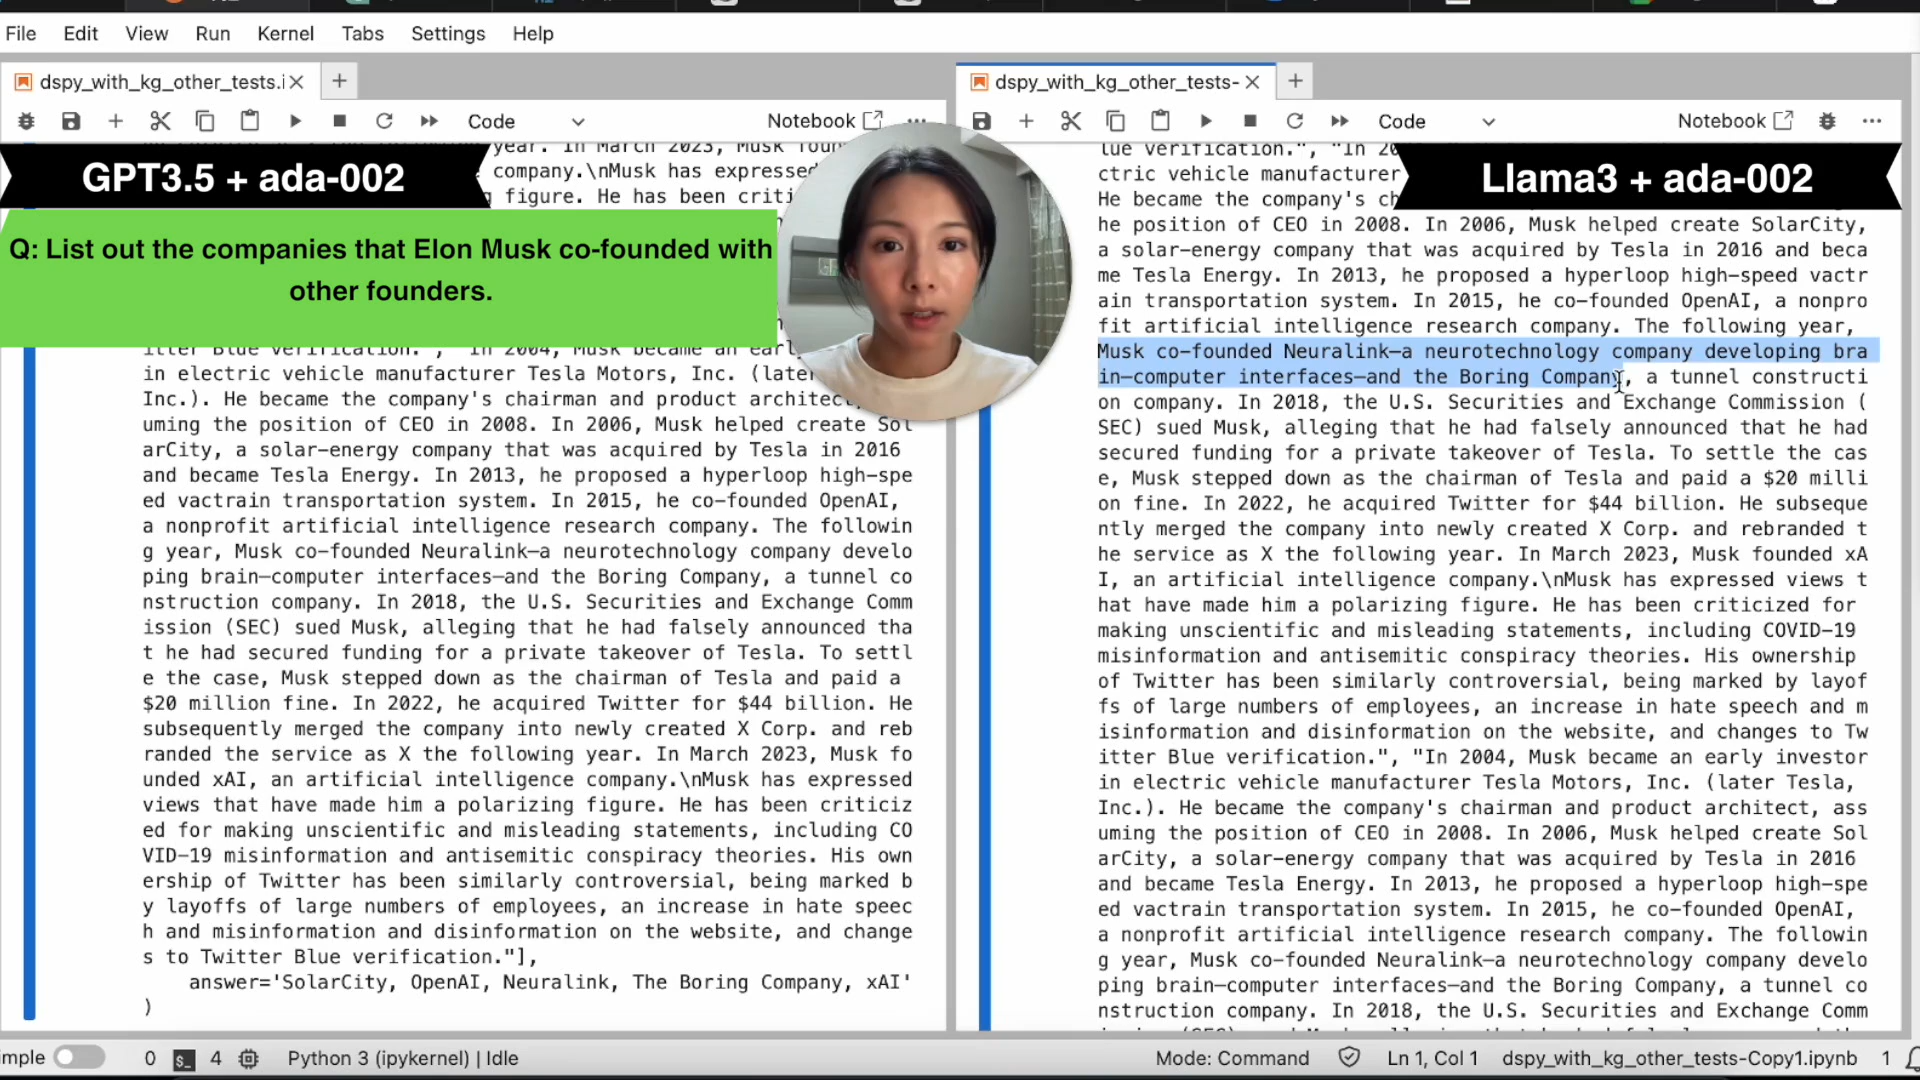 File Edit View Run Kernel Tabs Settings Help
dspy_with_kg_other_tests.i
Code
Notebook
GPT3.5 + ada-002
Q: List out the companies that Elon Musk co-founded with
other founders.
year. In March 2023, Musk
company.\nMusk has expressed
figure. He has been criti
in electric vehicle manufacturer Tesla Motors, Inc. (later
Inc.). He became the company's chairman and product architect,
uming the position of CEO in 2008. In 2006, Musk helped create Sol
arCity, a solar-energy company that was acquired by Tesla in 2016
and became Tesla Energy. In 2013, he proposed a hyperloop high-spe
ed vactrain transportation system. In 2015, he co-founded OpenAI,
a nonprofit artificial intelligence research company. The followin
g year, Musk co-founded Neuralink—a neurotechnology company develo
ping brain–computer interfaces—and the Boring Company, a tunnel co
nstruction company. In 2018, the U.S. Securities and Exchange Comm
ission (SEC) sued Musk, alleging that he had falsely announced tha
t he had secured funding for a private takeover of Tesla. To settl
e the case, Musk stepped down as the chairman of Tesla and paid a
$20 million fine. In 2022, he acquired Twitter for $44 billion. He
subsequently merged the company into newly created X Corp. and reb
randed the service as X the following year. In March 2023, Musk fo
unded xAI, an artificial intelligence company.\nMusk has expressed
views that have made him a polarizing figure. He has been criticiz
ed for making unscientific and misleading statements, including CO
VID-19 misinformation and antisemitic conspiracy theories. His own
ership of Twitter has been similarly controversial, being marked b
y layoffs of large numbers of employees, an increase in hate speec
h and misinformation and disinformation on the website, and change
s to Twitter Blue verification."],
answer='SolarCity, OpenAI, Neuralink, The Boring Company, xAI'
)
dspy_with_kg_other_tests-
Code
Notebook
Llama3 + ada-002
lue verification.", "In 20
ctric vehicle manufacturer
He became the company's ch
he position of CEO in 2008. In 2006, Musk helped create SolarCity,
a solar-energy company that was acquired by Tesla in 2016 and beca
me Tesla Energy. In 2013, he proposed a hyperloop high-speed vactr
ain transportation system. In 2015, he co-founded OpenAI, a nonpro
fit artificial intelligence research company. The following year,
Musk co-founded Neuralink—a neurotechnology company developing bra
in–computer interfaces—and the Boring Company, a tunnel constructi
on company. In 2018, the U.S. Securities and Exchange Commission (
SEC) sued Musk, alleging that he had falsely announced that he had
secured funding for a private takeover of Tesla. To settle the cas
e, Musk stepped down as the chairman of Tesla and paid a $20 milli
on fine. In 2022, he acquired Twitter for $44 billion. He subseque
ntly merged the company into newly created X Corp. and rebranded t
he service as X the following year. In March 2023, Musk founded xA
I, an artificial intelligence company.\nMusk has expressed views t
hat have made him a polarizing figure. He has been criticized for
making unscientific and misleading statements, including COVID-19
misinformation and antisemitic conspiracy theories. His ownership
of Twitter has been similarly controversial, being marked by layof
fs of large numbers of employees, an increase in hate speech and m
isinformation and disinformation on the website, and changes to Tw
itter Blue verification.", "In 2004, Musk became an early investor
in electric vehicle manufacturer Tesla Motors, Inc. (later Tesla,
Inc.). He became the company's chairman and product architect, ass
uming the position of CEO in 2008. In 2006, Musk helped create Sol
arCity, a solar-energy company that was acquired by Tesla in 2016
and became Tesla Energy. In 2013, he proposed a hyperloop high-spe
ed vactrain transportation system. In 2015, he co-founded OpenAI,
a nonprofit artificial intelligence research company. The followin
g year, Musk co-founded Neuralink—a neurotechnology company develo
ping brain–computer interfaces—and the Boring Company, a tunnel co
nstruction company. In 2018, the U.S. Securities and Exchange Comm
imple 0 4 Python 3 (ipykernel) | Idle Mode: Command Ln 1, Col 1 dspy_with_kg_other_tests-Copy1.ipynb 1